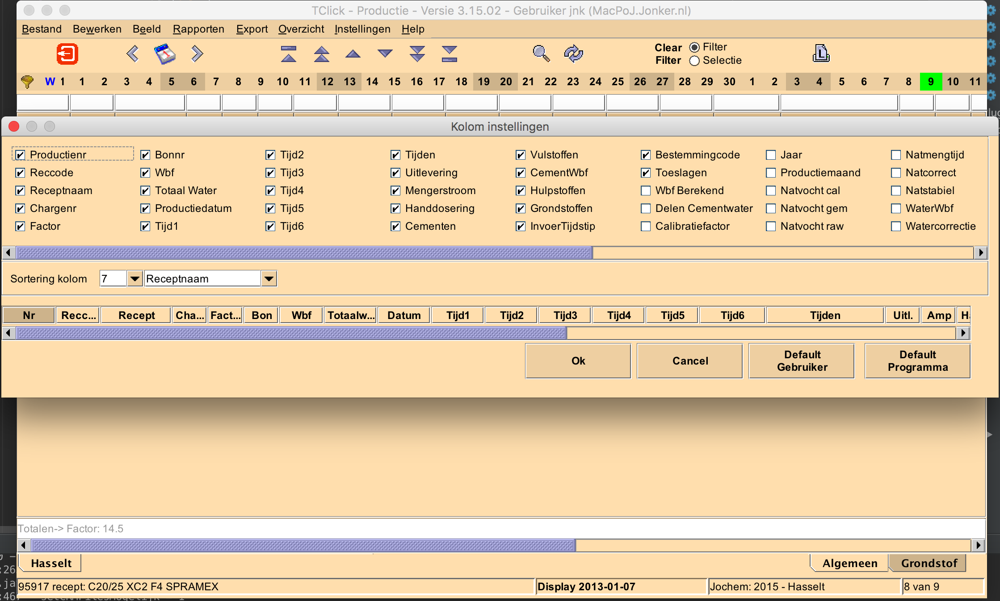 TClick - Productie - Versie 3.15.02 - Gebruiker jnk (MacPoJ.Jonker.nl)
Bestand Bewerken Beeld Rapporten Export Overzicht Instellingen Help
Clear Filter
Filter Selectie
L
W 1 1 2 3 4 5 6 7 8 9 10 11 12 13 14 15 16 17 18 19 20 21 22 23 24 25 26 27 28 29 30 1 2 3 4 5 6 7 8 9 10 11
Kolom instellingen
Productienr Bonnr Tijd2 Tijden Vulstoffen Bestemmingcode Jaar Natmengtijd
Reccode Wbf Tijd3 Uitlevering CementWbf Toeslagen Productiemaand Natcorrect
Receptnaam Totaal Water Tijd4 Mengerstroom Hulpstoffen Wbf Berekend Natvocht cal Natstabiel
Chargenr Productiedatum Tijd5 Handdosering Grondstoffen Delen Cementwater Natvocht gem WaterWbf
Factor Tijd1 Tijd6 Cementen InvoerTijdstip Calibratiefactor Natvocht raw Watercorrectie
Sortering kolom 7 Receptnaam
Nr Recc... Recept Cha... Fact... Bon Wbf Totaalw... Datum Tijd1 Tijd2 Tijd3 Tijd4 Tijd5 Tijd6 Tijden Uitl. Amp
Ok Cancel Default Gebruiker Default Programma
Totalen-> Factor: 14.5
Hasselt Algemeen Grondstof
:26
.ja
:46
95917 recept: C20/25 XC2 F4 SPRAMEX Display 2013-01-07 Jochem: 2015 - Hasselt 8 van 9